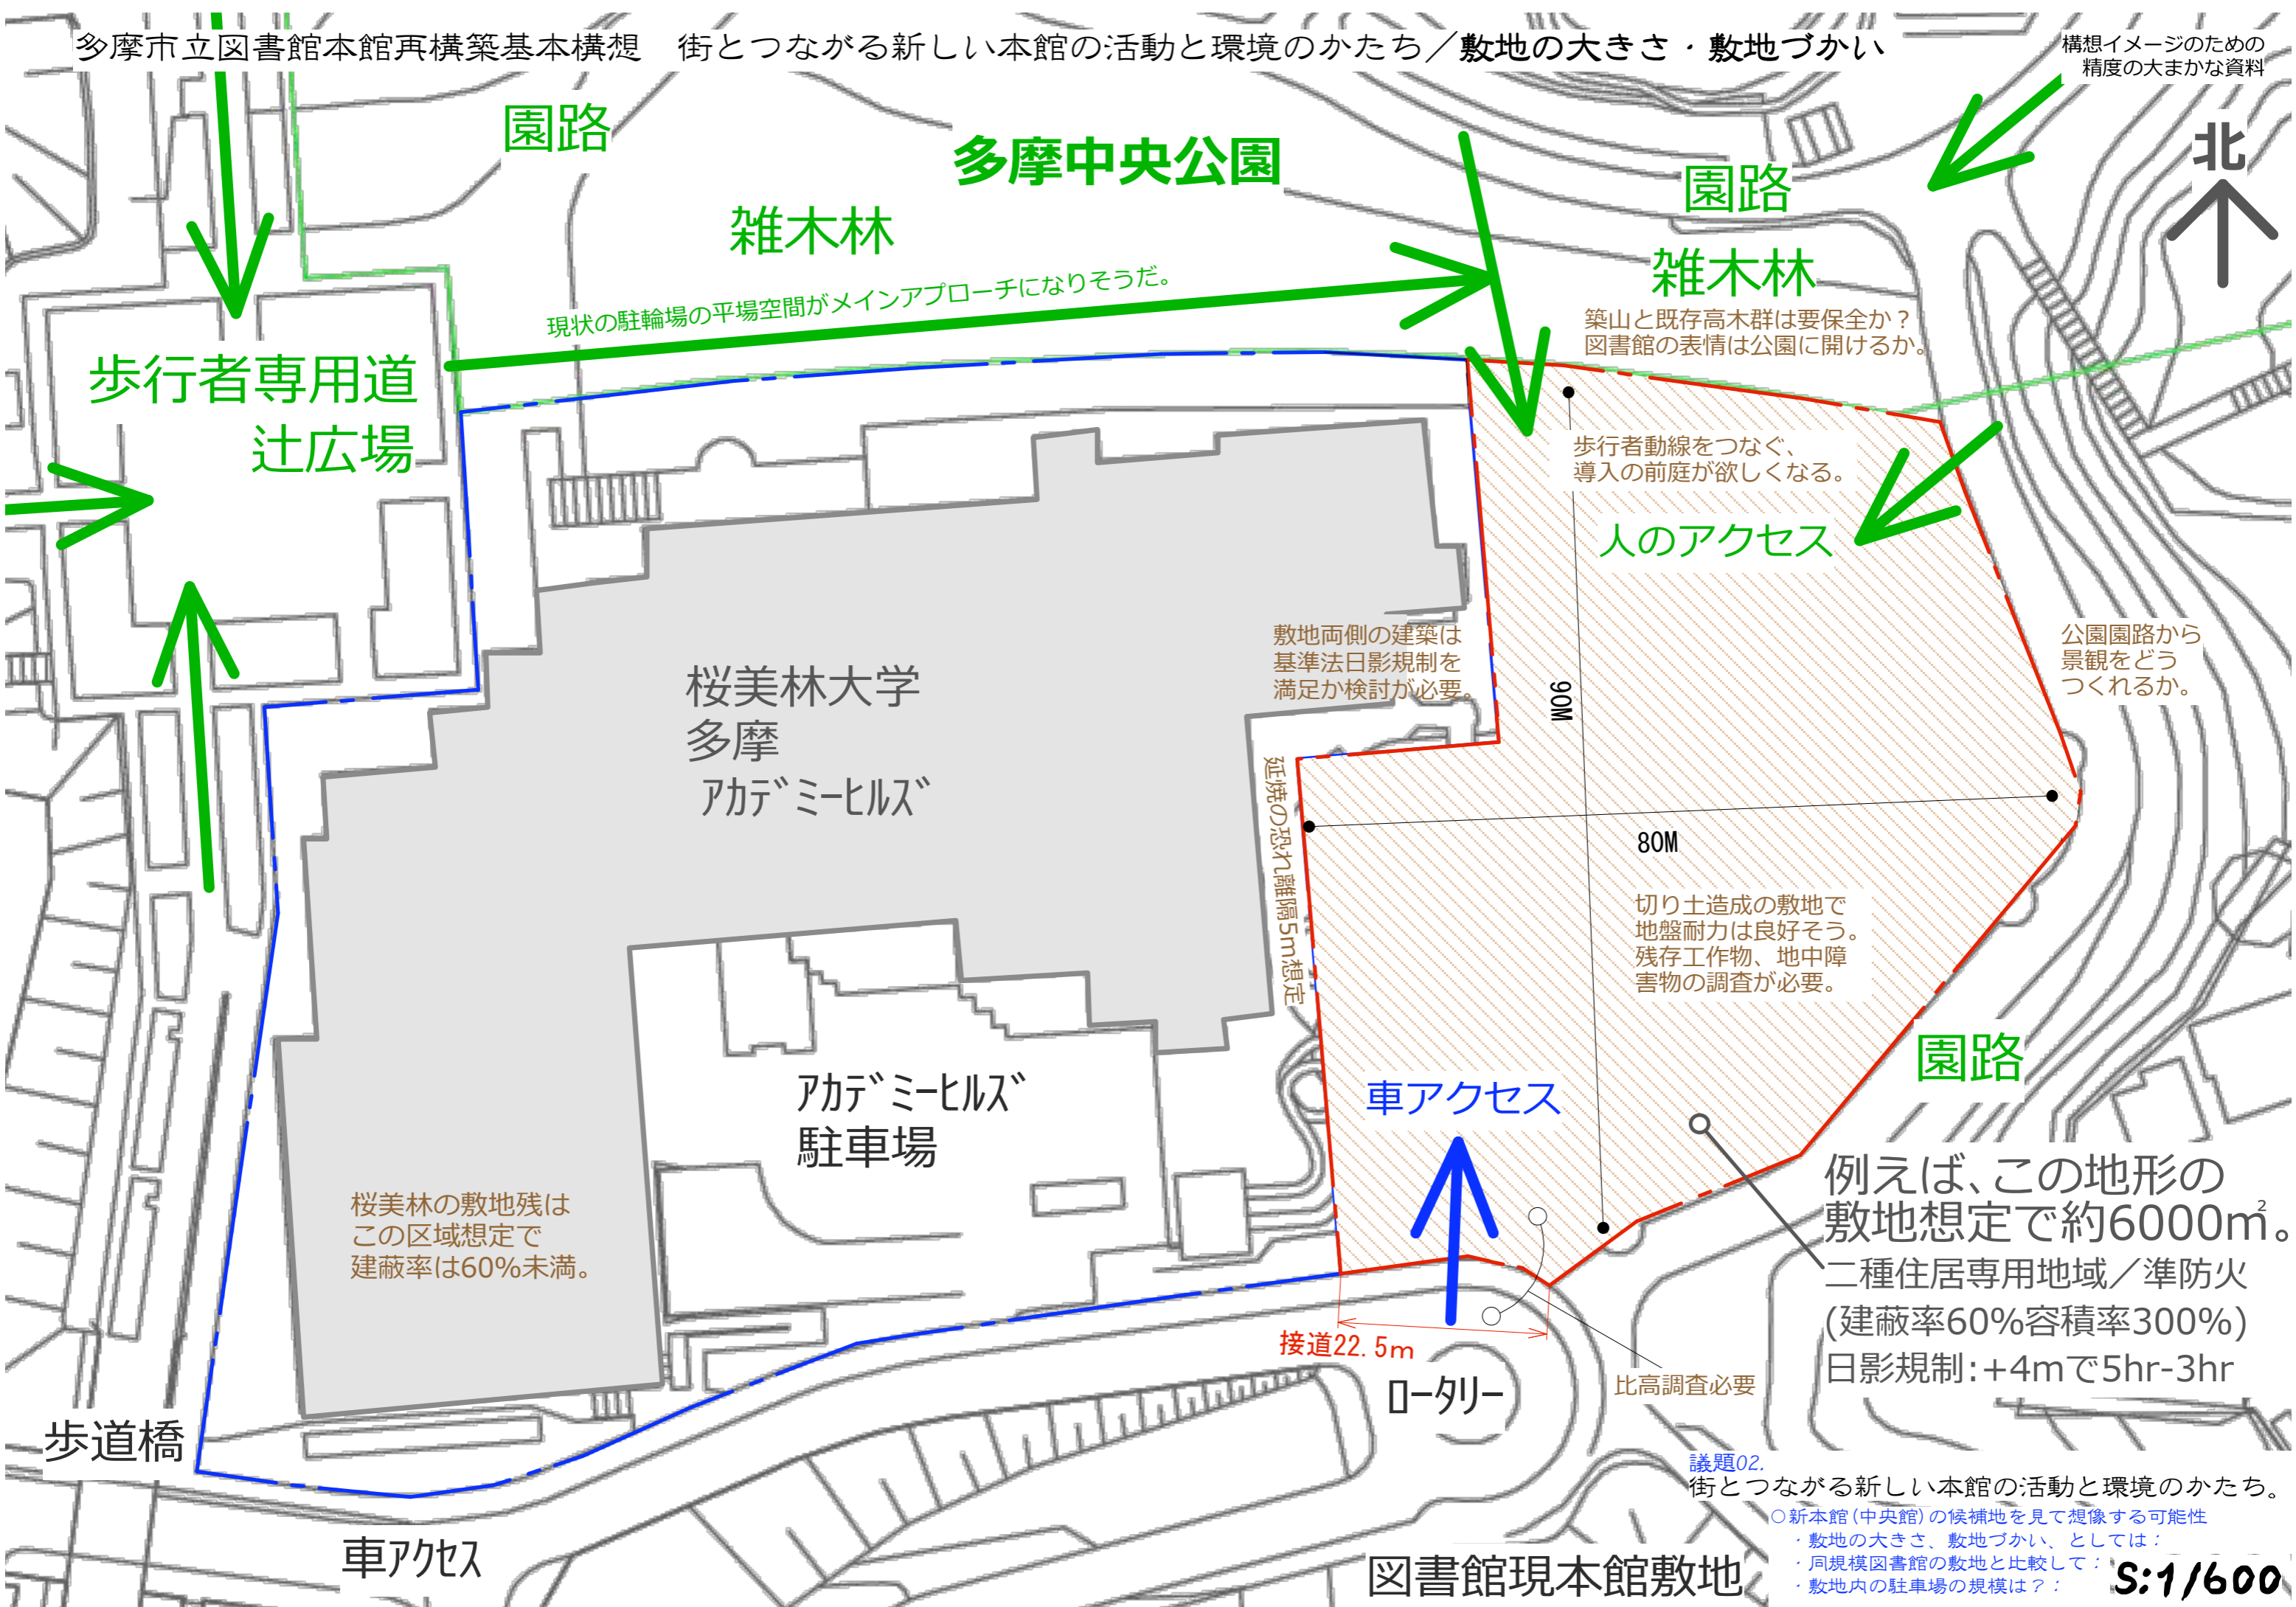 多摩市立図書館本館再構築基本構想　街とつながる新しい本館の活動と環境のかたち／敷地の大きさ・敷地づかい
構想イメージのための
精度の大まかな資料
北
園路
多摩中央公園
園路
雑木林
雑木林
現状の駐輪場の平場空間がメインアプローチになりそうだ。
築山と既存高木群は要保全か？
図書館の表情は公園に開けるか。
歩行者専用道
辻広場
歩行者動線をつなぐ、
導入の前庭が欲しくなる。
人のアクセス
敷地両側の建築は
基準法日影規制を
満足か検討が必要。
公園園路から
景観をどう
つくれるか。
90M
桜美林大学
多摩
ｱｶﾃﾞﾐｰﾋﾙｽﾞ
延焼の恐れ離隔5m想定
80M
切り土造成の敷地で
地盤耐力は良好そう。
残存工作物、地中障
害物の調査が必要。
園路
ｱｶﾃﾞﾐｰﾋﾙｽﾞ
駐車場
車アクセス
桜美林の敷地残は
この区域想定で
建蔽率は60%未満。
例えば、この地形の
敷地想定で約6000㎡。
二種住居専用地域／準防火
(建蔽率60%容積率300%)
日影規制:+4mで5hr-3hr
接道22.5m
ﾛｰﾀﾘｰ
比高調査必要
歩道橋
車ｱｸｾｽ
図書館現本館敷地
議題02.
街とつながる新しい本館の活動と環境のかたち。
○新本館(中央館)の候補地を見て想像する可能性
・敷地の大きさ、敷地づかい、としては：
・同規模図書館の敷地と比較して：
・敷地内の駐車場の規模は？：
S:1/600